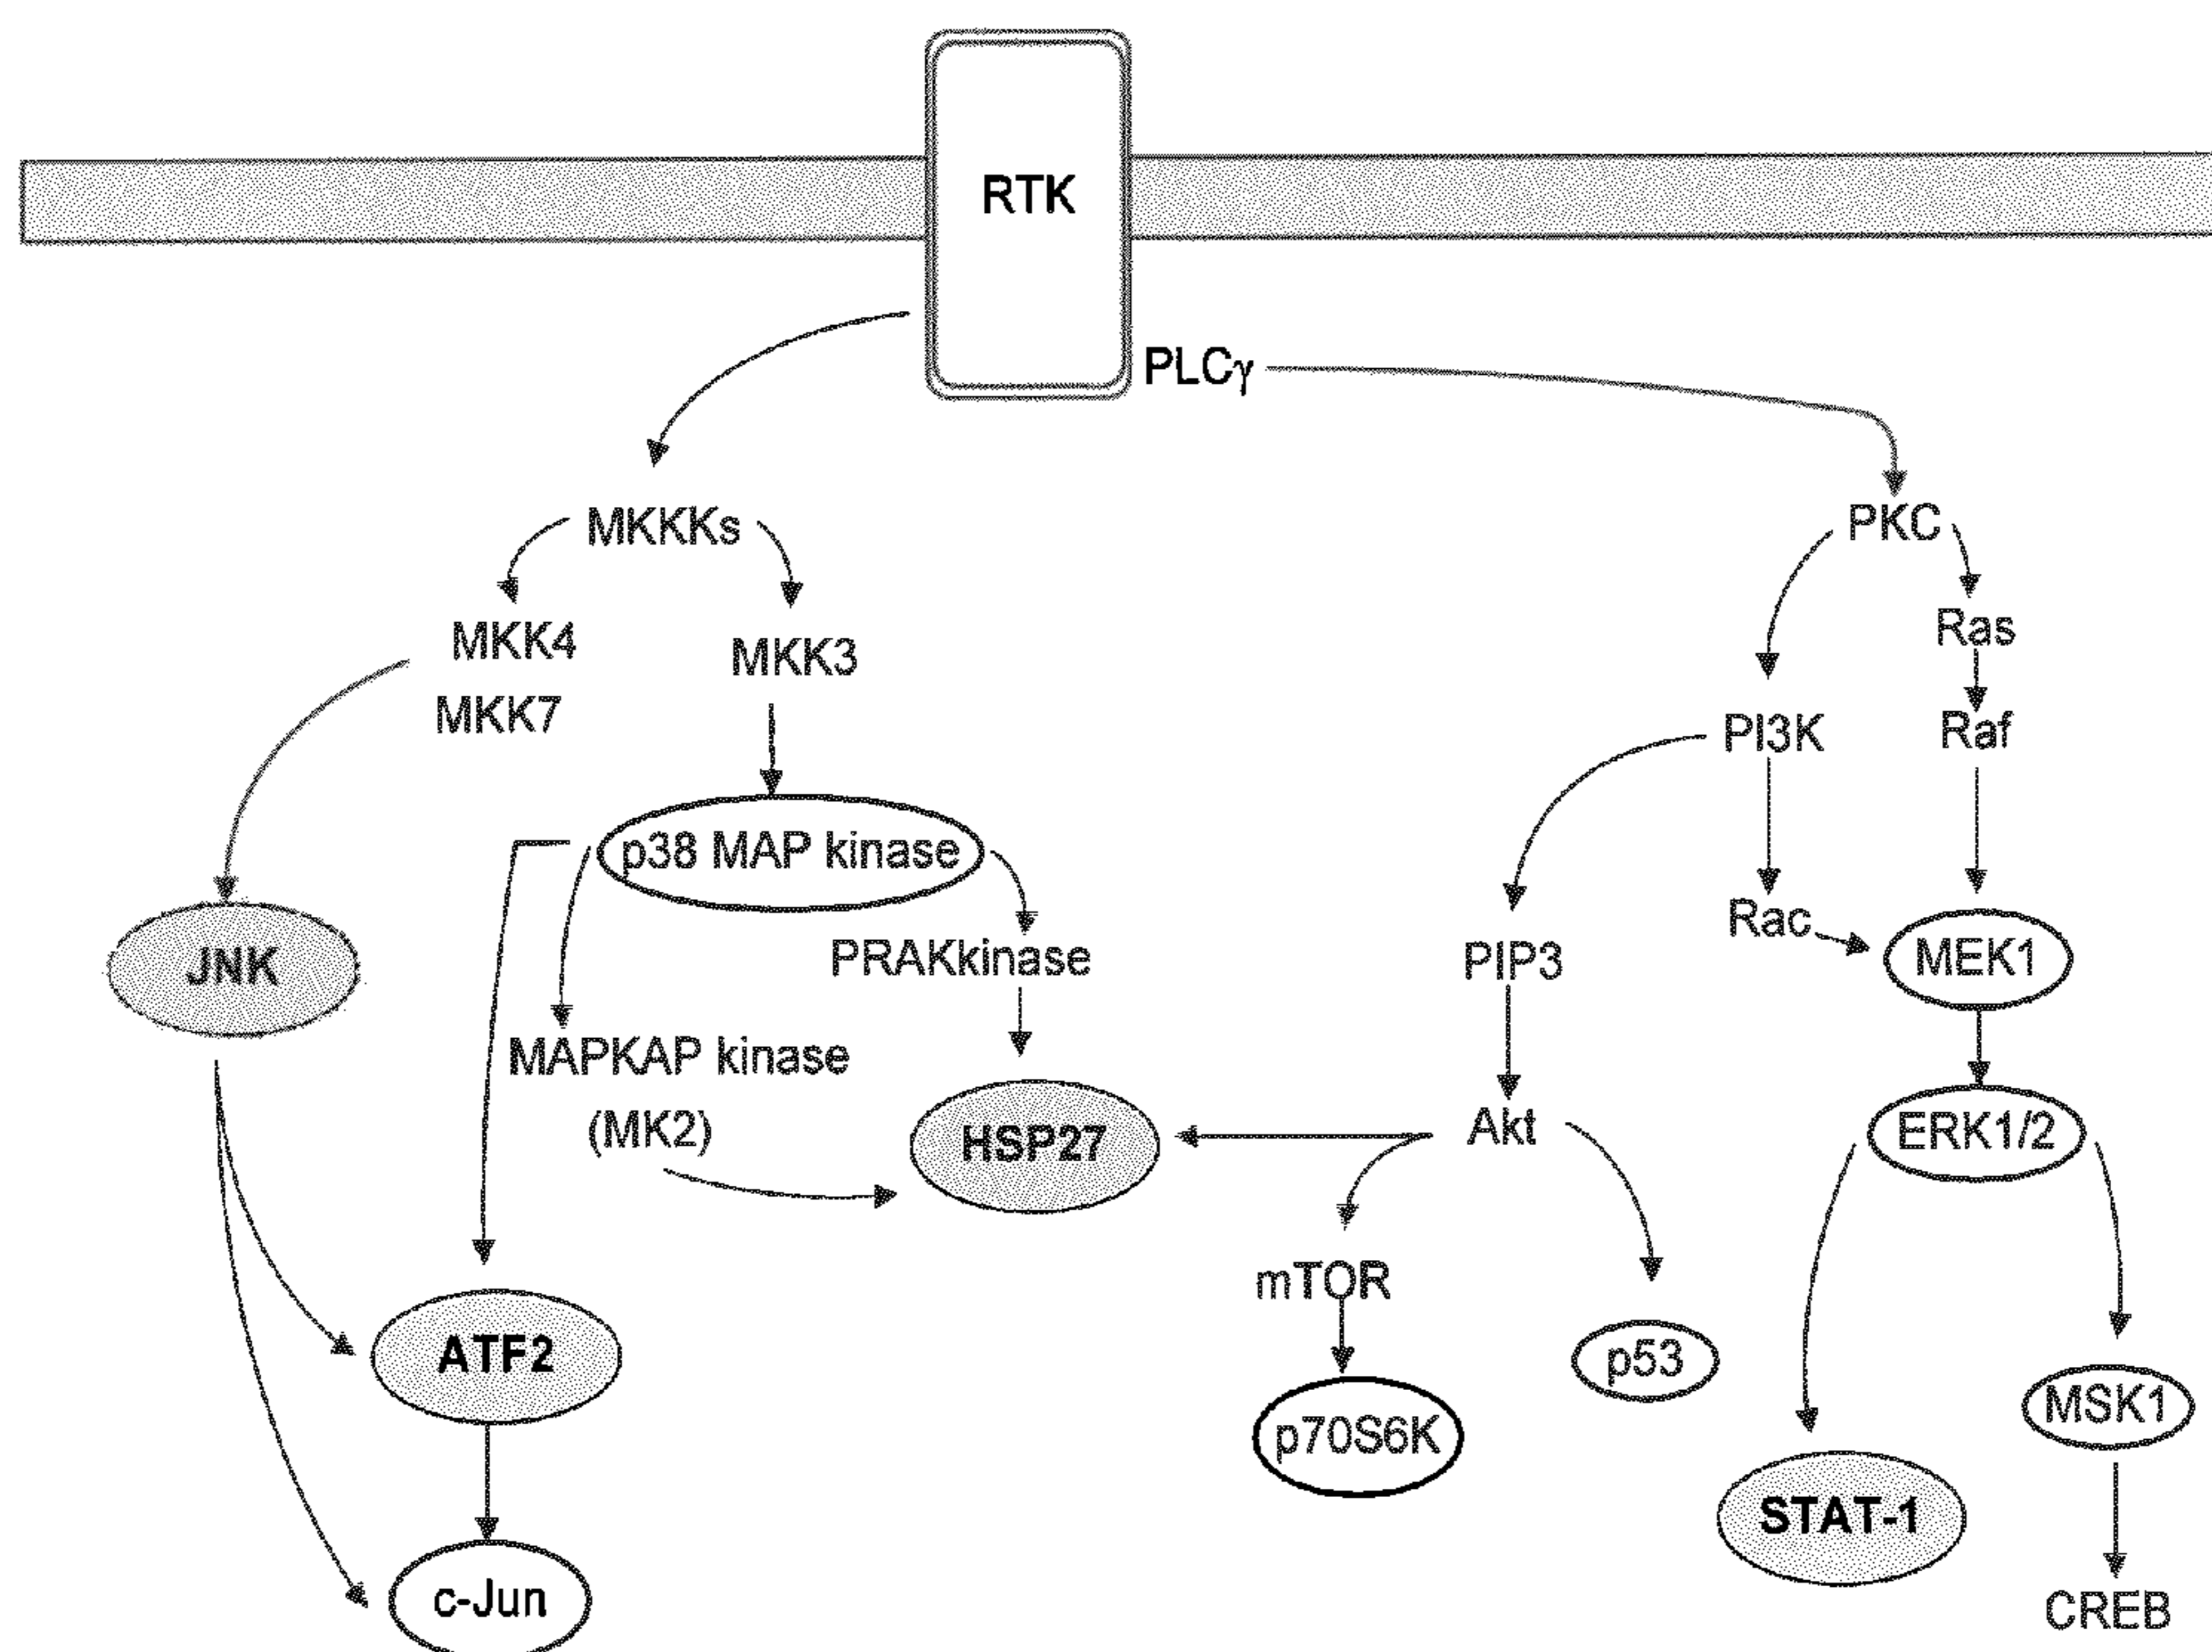 RTK
PLCγ
MKKKs
PKC
MKK4
MKK3
Ras
MKK7
PI3K
Raf
p38 MAP kinase
Rac
JNK
PRAKkinase
PIP3
MEK1
MAPKAP kinase
(MK2)
HSP27
Akt
ERK1/2
mTOR
ATF2
p53
MSK1
p70S6K
STAT-1
c-Jun
CREB